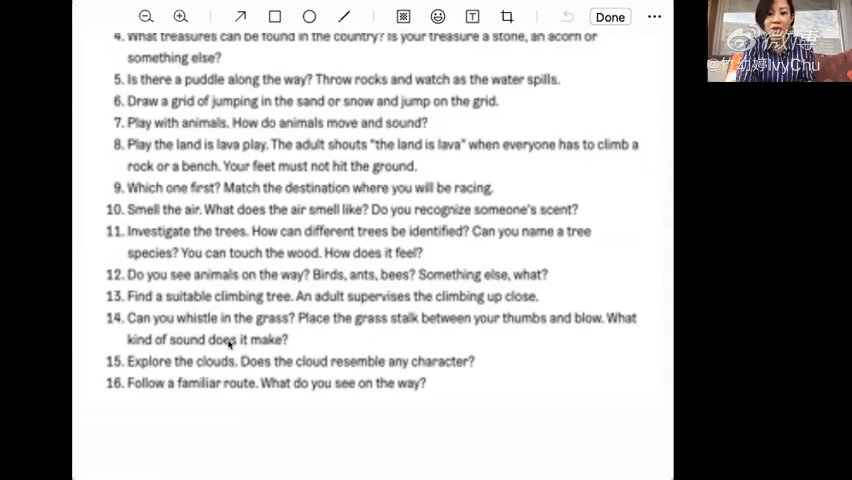 Done
4. What treasures can be found in the country? Is your treasure a stone, an acorn or
something else?
5. Is there a puddle along the way? Throw rocks and watch as the water spills.
6. Draw a grid of jumping in the sand or snow and jump on the grid.
7. Play with animals. How do animals move and sound?
8. Play the land is lava play. The adult shouts "the land is lava" when everyone has to climb a
rock or a bench. Your feet must not hit the ground.
9. Which one first? Match the destination where you will be racing.
10. Smell the air. What does the air smell like? Do you recognize someone's scent?
11. Investigate the trees. How can different trees be identified? Can you name a tree
species? You can touch the wood. How does it feel?
12. Do you see animals on the way? Birds, ants, bees? Something else, what?
13. Find a suitable climbing tree. An adult supervises the climbing up close.
14. Can you whistle in the grass? Place the grass stalk between your thumbs and blow. What
kind of sound does it make?
15. Explore the clouds. Does the cloud resemble any character?
16. Follow a familiar route. What do you see on the way?
微博
@竹幼婷IvyChu